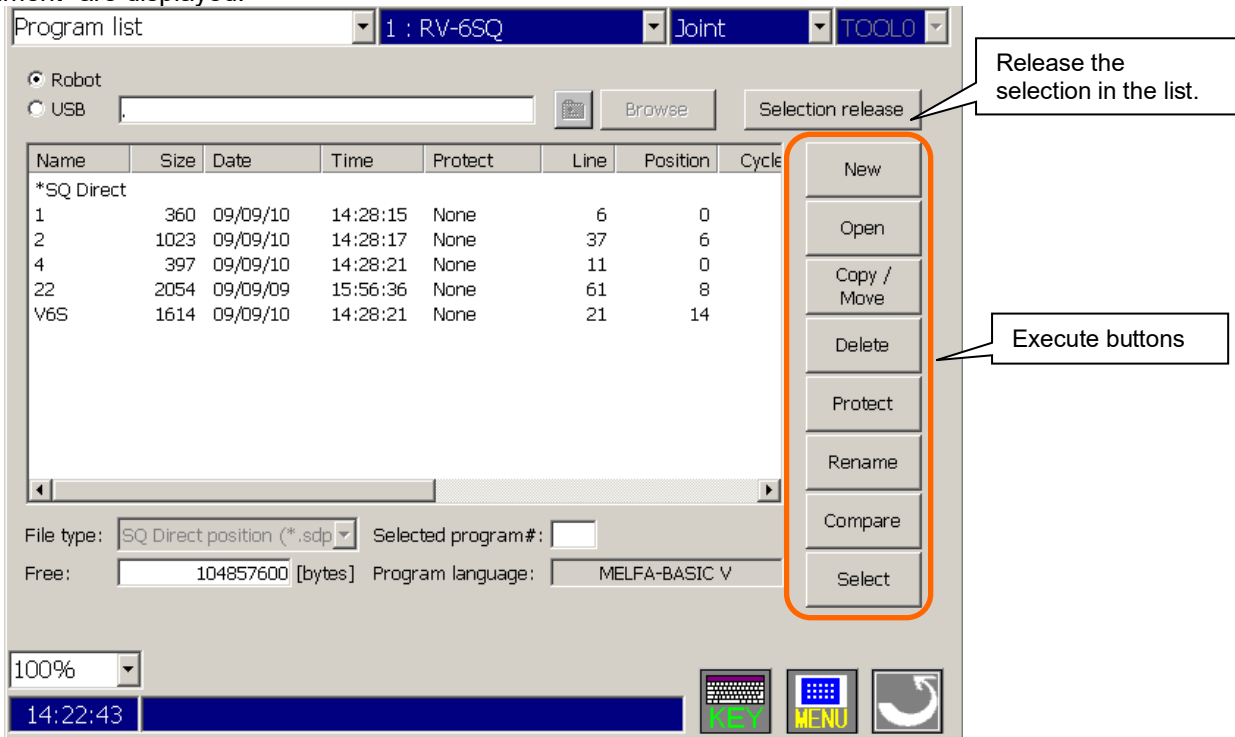 ment" are displayed.
Program list 1 : RV-6SQ Joint TOOL0
Robot
USB .
Browse
Selection release
Release the
selection in the list.
Name Size Date Time Protect Line Position Cycle
*SQ Direct
1 360 09/09/10 14:28:15 None 6 0
2 1023 09/09/10 14:28:17 None 37 6
4 397 09/09/10 14:28:21 None 11 0
22 2054 09/09/09 15:56:36 None 61 8
V6S 1614 09/09/10 14:28:21 None 21 14
New
Open
Copy /
Move
Delete
Protect
Rename
Compare
Select
Execute buttons
File type: SQ Direct position (*.sdp Selected program#:
Free: 104857600 [bytes] Program language: MELFA-BASIC V
100%
14:22:43
KEY
MENU